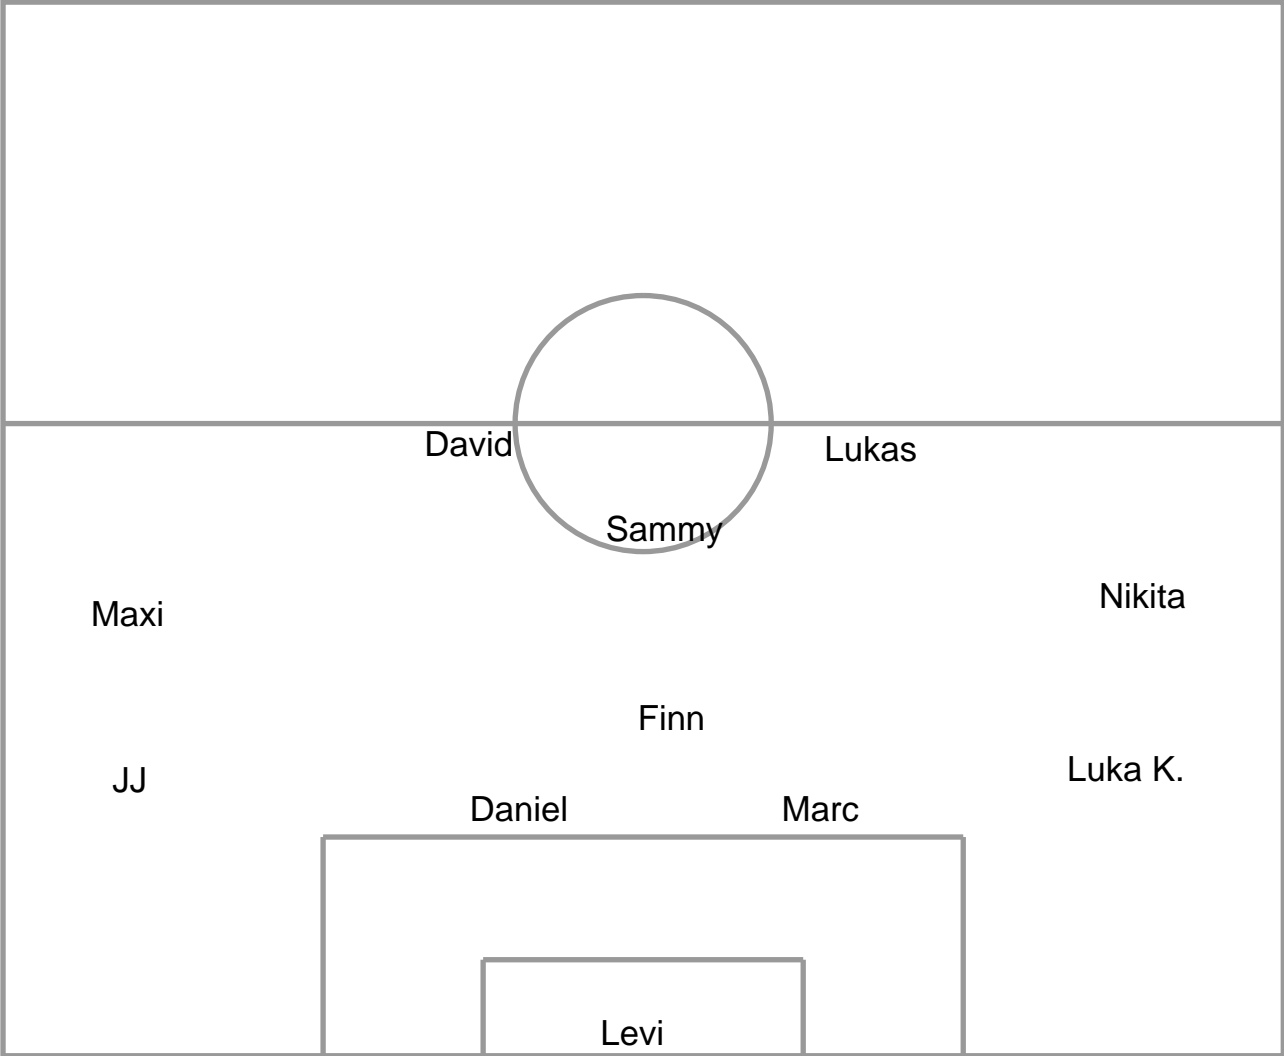 David
Lukas
Sammy
Nikita
Maxi
Finn
Luka K.
JJ
Daniel
Marc
Levi